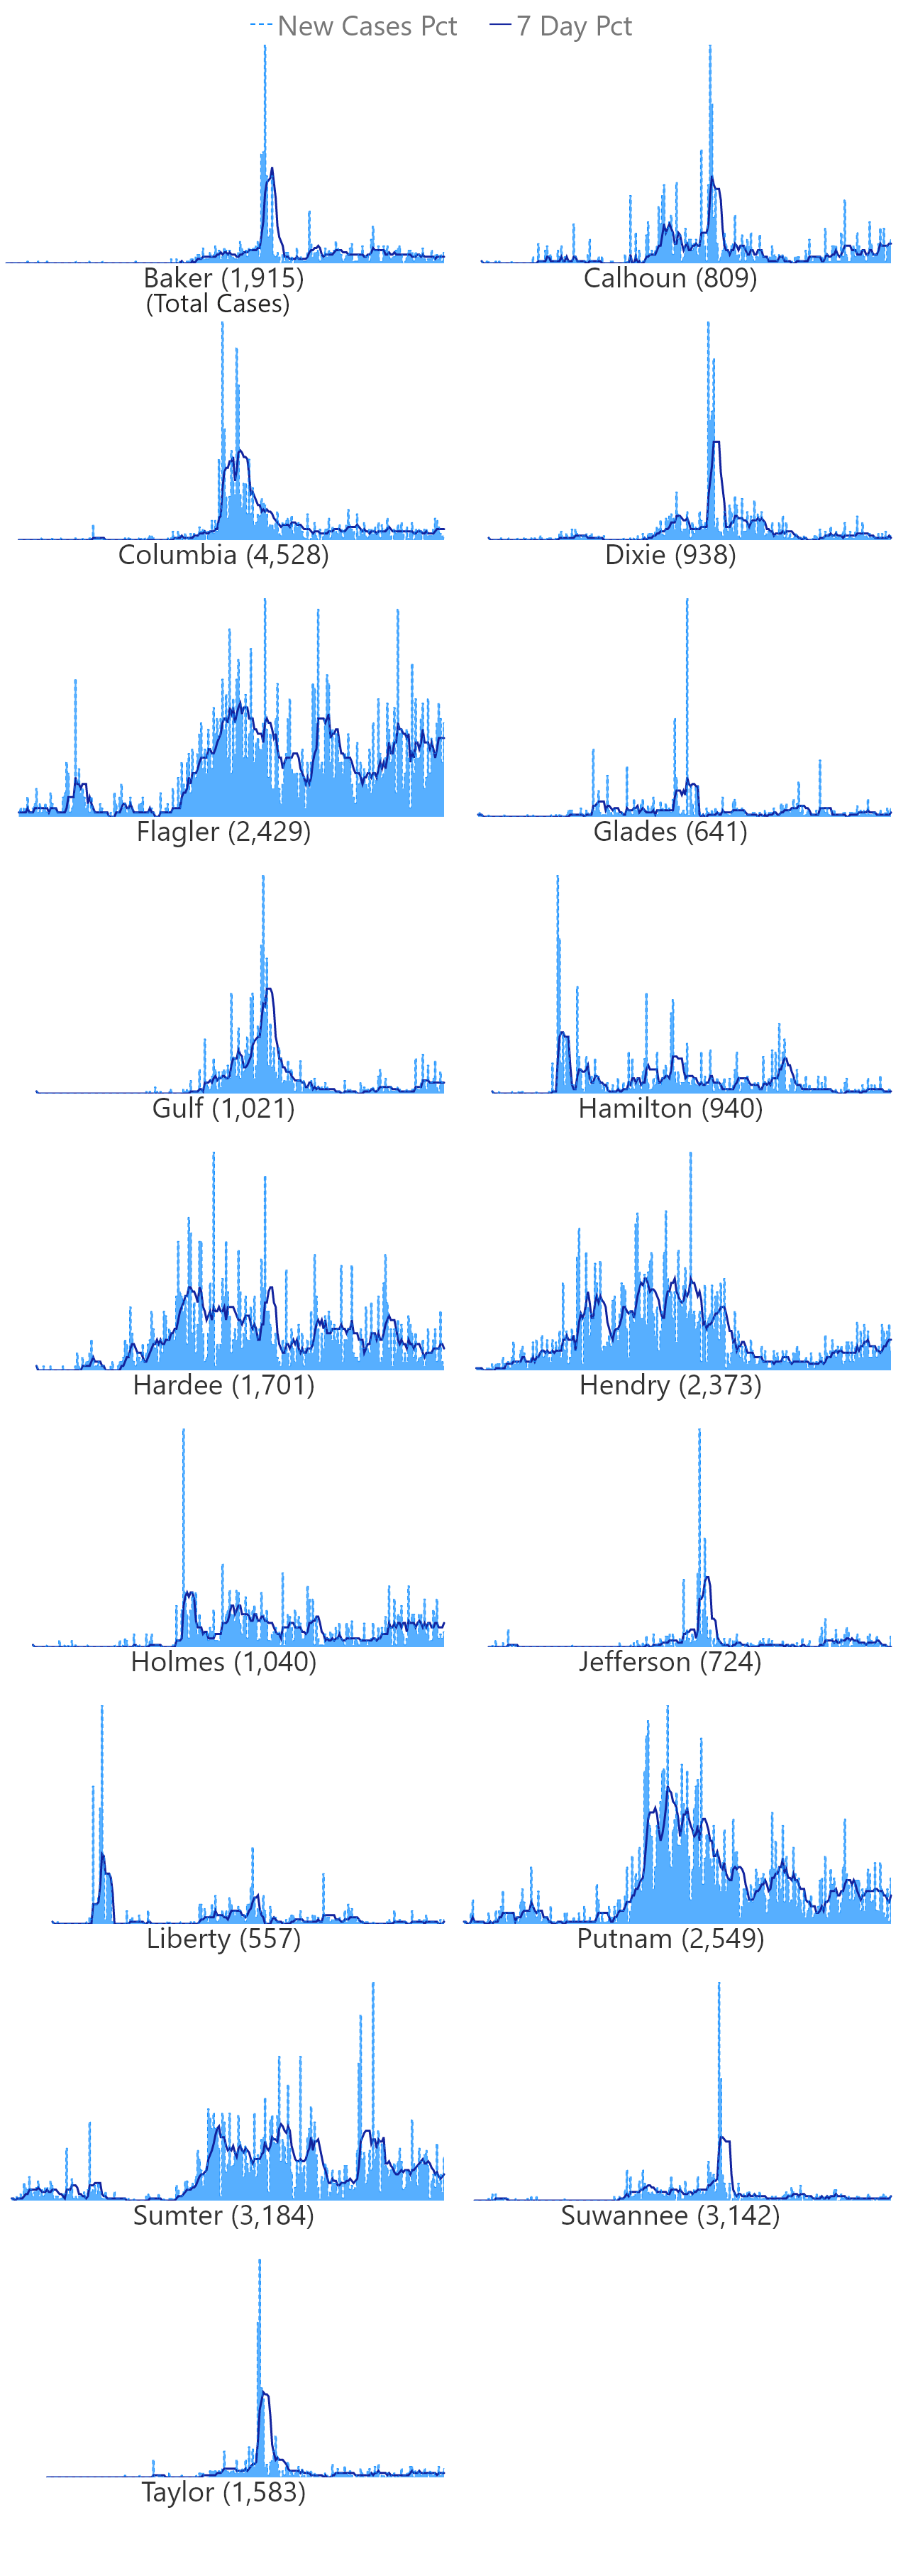 New Cases Pct 7 Day Pct
Baker (1,915) Calhoun (809)
(Total Cases)
Columbia (4,528) Dixie (938)
Flagler (2,429) Glades (641)
Gulf (1,021) Hamilton (940)
Hardee (1,701) Hendry (2,373)
Holmes (1,040) Jefferson (724)
Liberty (557) Putnam (2,549)
Sumter (3,184) Suwannee (3,142)
Taylor (1,583)